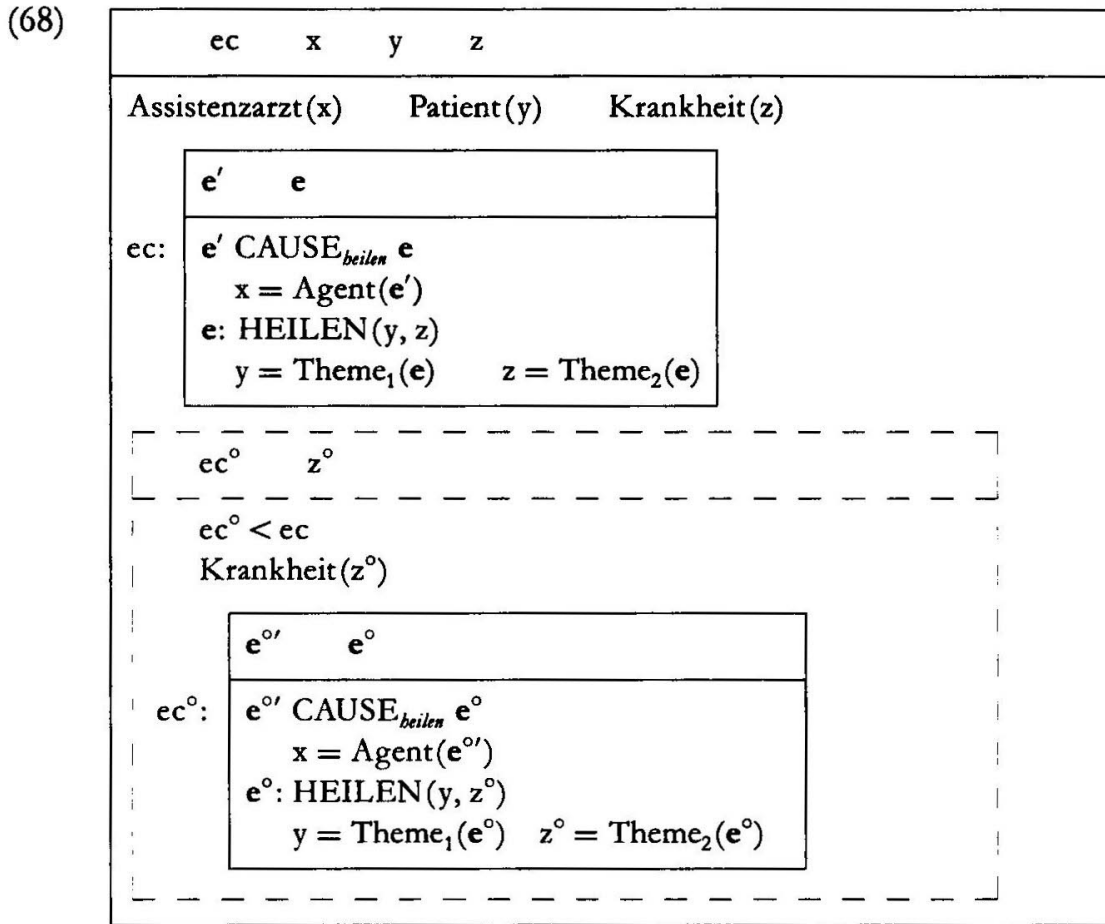 (68)
ec x y z
Assistenzarzt(x) Patient(y) Krankheit(z)
e′ e
ec: e′ CAUSE_heilen e
x = Agent(e′)
e: HEILEN(y, z)
y = Theme₁(e) z = Theme₂(e)
ec° z°
ec° < ec
Krankheit(z°)
e°′ e°
ec°: e°′ CAUSE_heilen e°
x = Agent(e°′)
e°: HEILEN(y, z°)
y = Theme₁(e°) z° = Theme₂(e°)